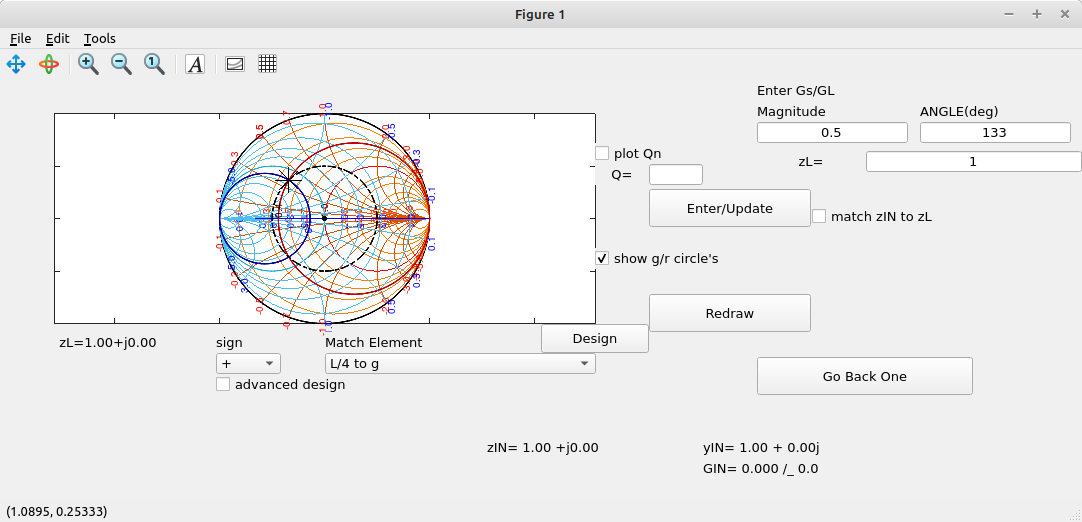 Figure 1
File Edit Tools
A
Enter Gs/GL
Magnitude ANGLE(deg)
0.5 133
plot Qn zL= 1
Q=
Enter/Update match zIN to zL
show g/r circle's
Redraw
zL=1.00+j0.00 sign Match Element Design
+ L/4 to g
advanced design
Go Back One
zIN= 1.00 +j0.00 yIN= 1.00 + 0.00j
GIN= 0.000 /_ 0.0
(1.0895, 0.25333)